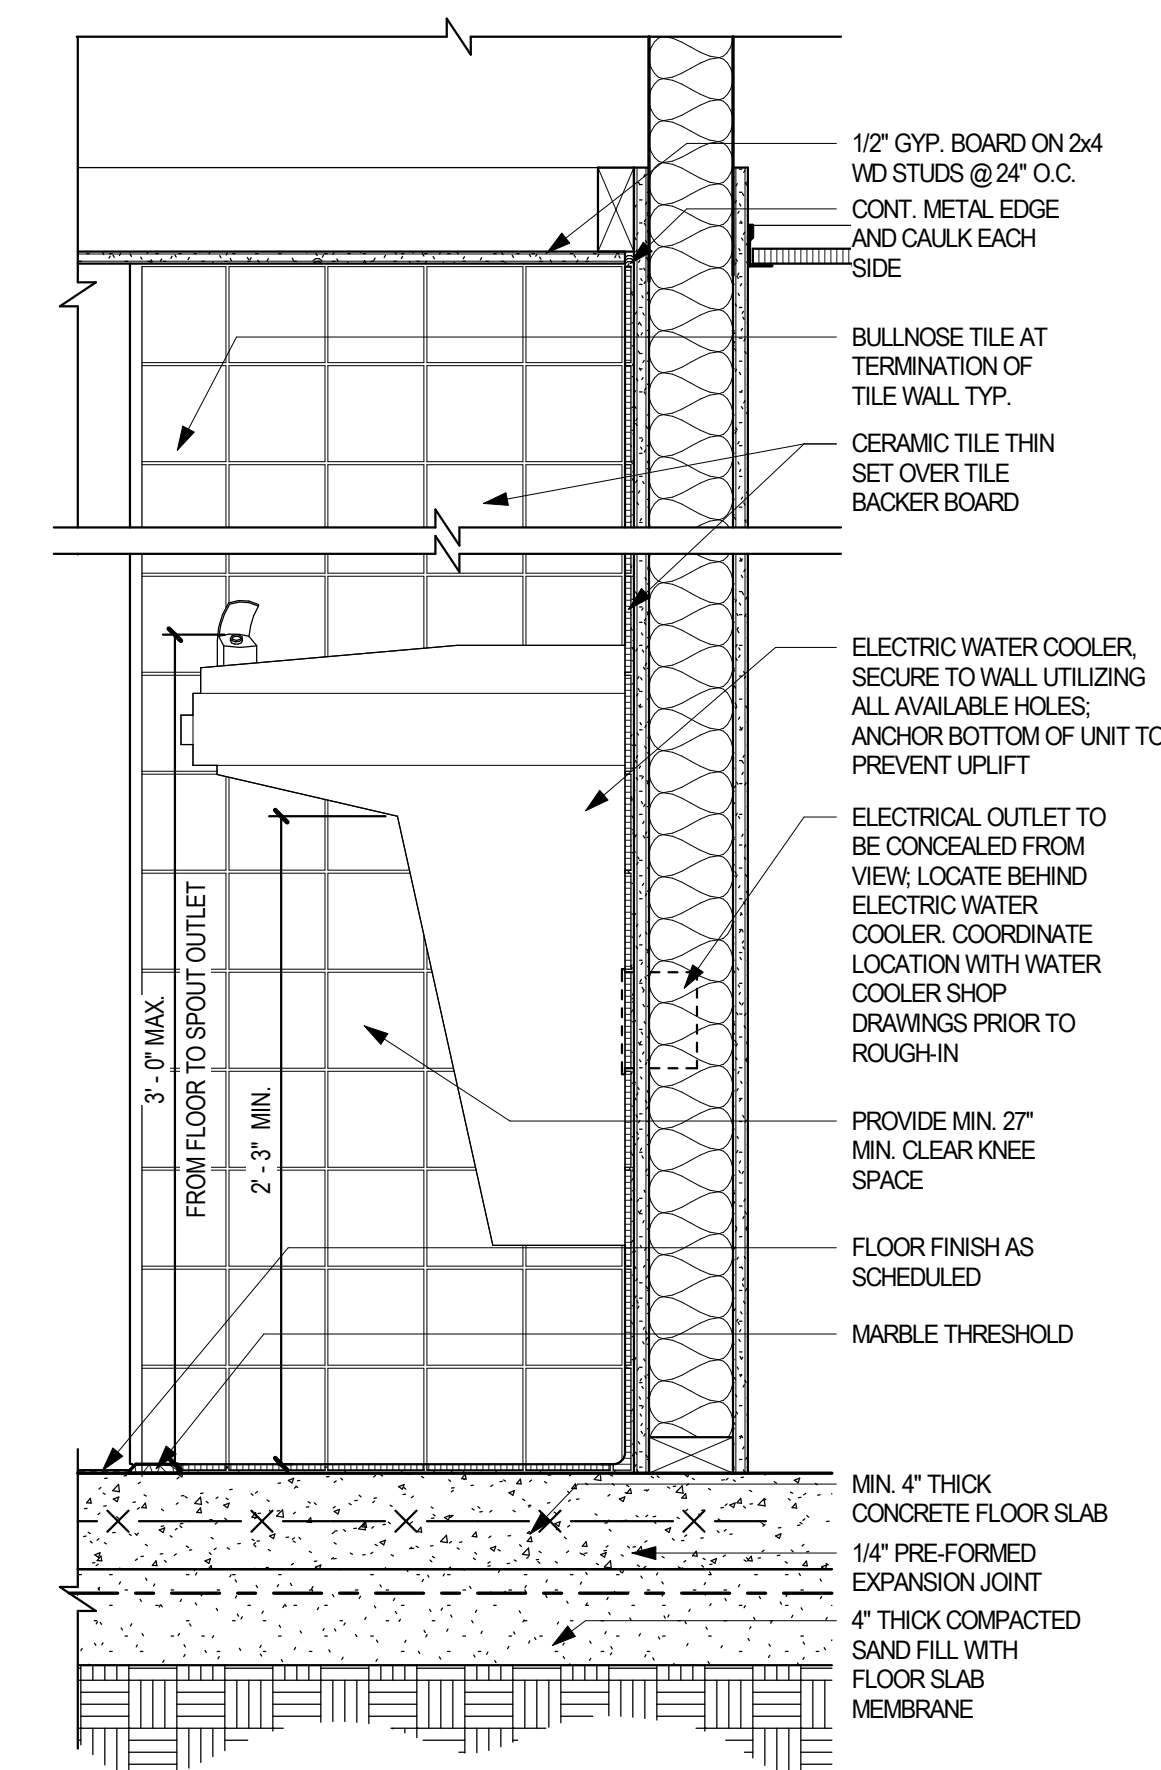 1/2" GYP. BOARD ON 2x4
WD STUDS @ 24" O.C.
CONT. METAL EDGE
AND CAULK EACH
SIDE
BULLNOSE TILE AT
TERMINATION OF
TILE WALL TYP.
CERAMIC TILE THIN
SET OVER TILE
BACKER BOARD
ELECTRIC WATER COOLER,
SECURE TO WALL UTILIZING
ALL AVAILABLE HOLES;
ANCHOR BOTTOM OF UNIT TO
PREVENT UPLIFT
ELECTRICAL OUTLET TO
BE CONCEALED FROM
VIEW; LOCATE BEHIND
ELECTRIC WATER
COOLER. COORDINATE
LOCATION WITH WATER
COOLER SHOP
DRAWINGS PRIOR TO
ROUGH-IN
3' - 0" MAX.
FROM FLOOR TO SPOUT OUTLET
2' - 3" MIN.
PROVIDE MIN. 27"
MIN. CLEAR KNEE
SPACE
FLOOR FINISH AS
SCHEDULED
MARBLE THRESHOLD
MIN. 4" THICK
CONCRETE FLOOR SLAB
1/4" PRE-FORMED
EXPANSION JOINT
4" THICK COMPACTED
SAND FILL WITH
FLOOR SLAB
MEMBRANE